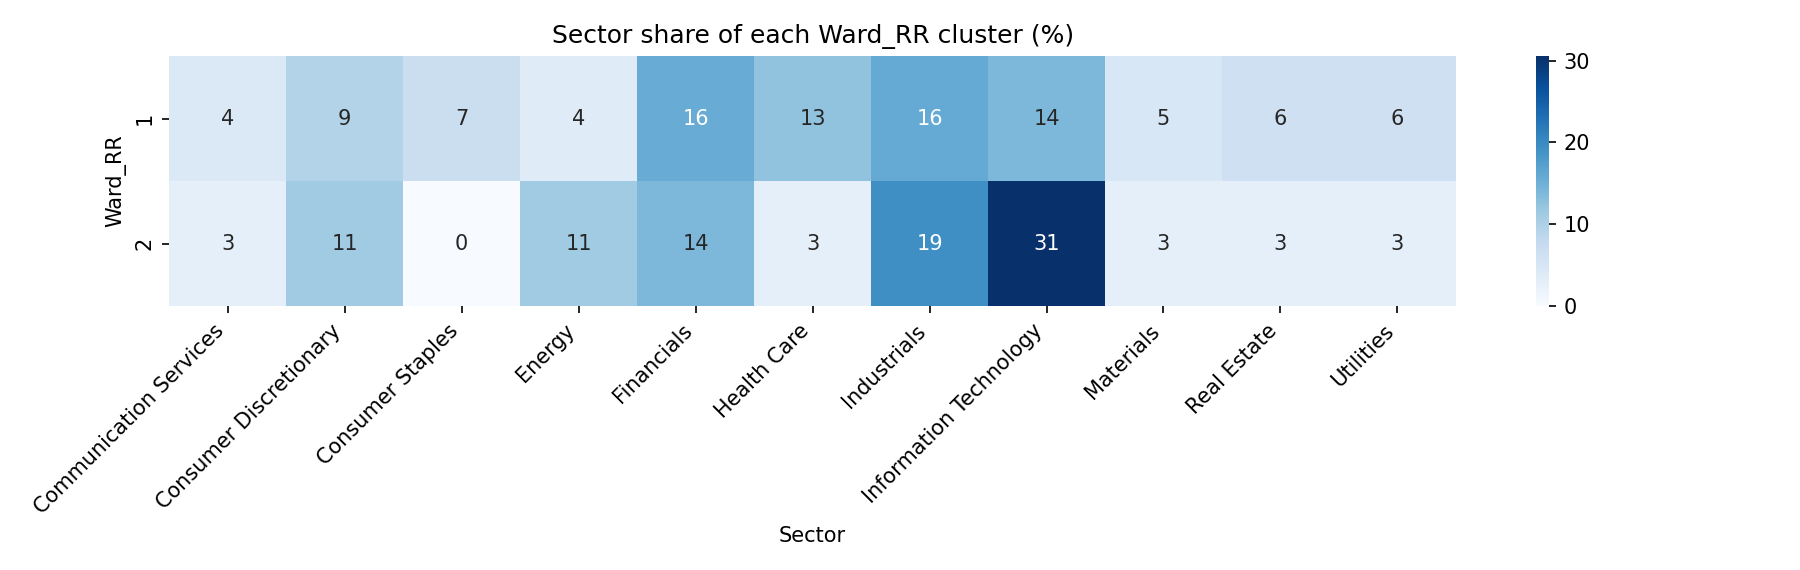 Sector share of each Ward_RR cluster (%)
Ward_RR
1
4 9 7 4 16 13 16 14 5 6 6
2
3 11 0 11 14 3 19 31 3 3 3
Communication Services
Consumer Discretionary
Consumer Staples
Energy
Financials
Health Care
Industrials
Information Technology
Materials
Real Estate
Utilities
Sector
30
20
10
0